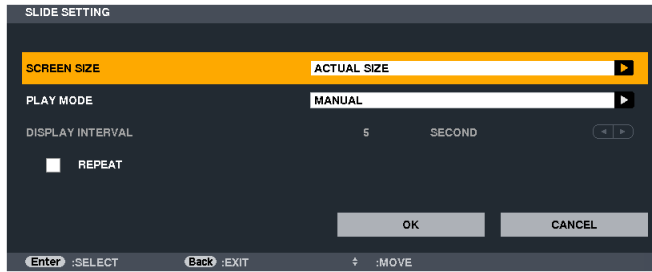 SLIDE SETTING
SCREEN SIZE ACTUAL SIZE
PLAY MODE MANUAL
DISPLAY INTERVAL 5 SECOND
REPEAT
OK CANCEL
Enter :SELECT Back :EXIT :MOVE